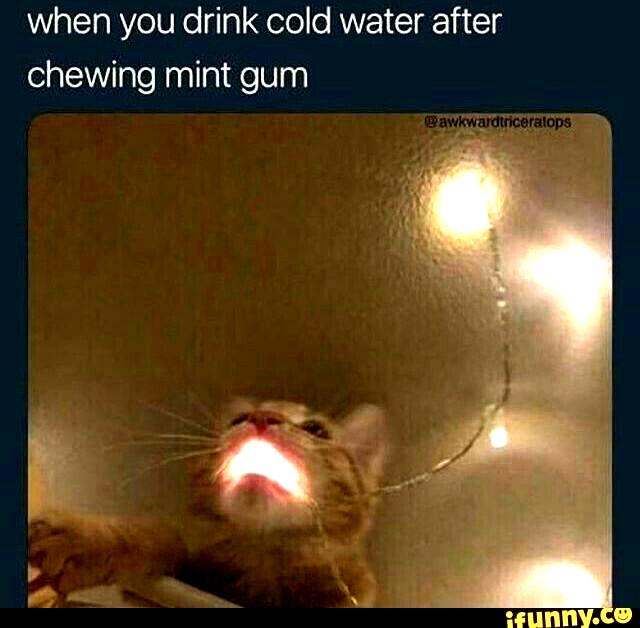 when you drink cold water after
chewing mint gum
@awkwardtriceratops
ifunny.co